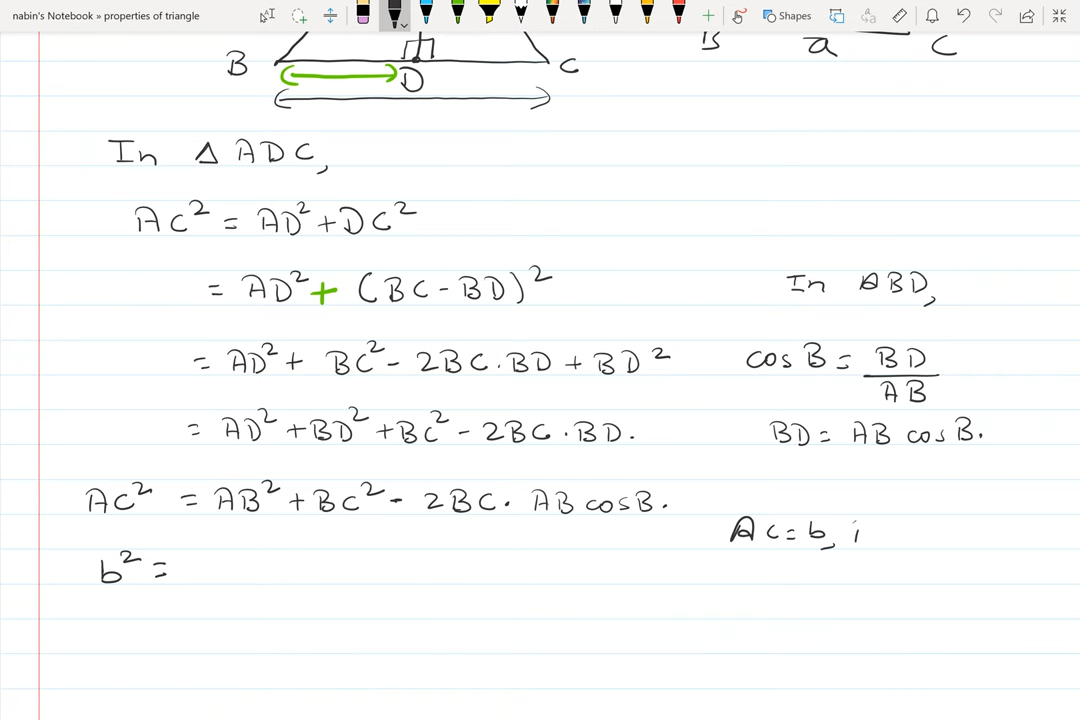 nabin's Notebook » properties of triangle
Shapes
B D C
B a C
In △ ADC,
AC² = AD² + DC²
= AD² + (BC - BD)²
In △BD,
= AD² + BC² - 2BC·BD + BD²
cos B = BD/AB
= AD² + BD² + BC² - 2BC·BD.
BD = AB cos B.
AC² = AB² + BC² - 2BC· AB cosB.
AC = b, i
b² =